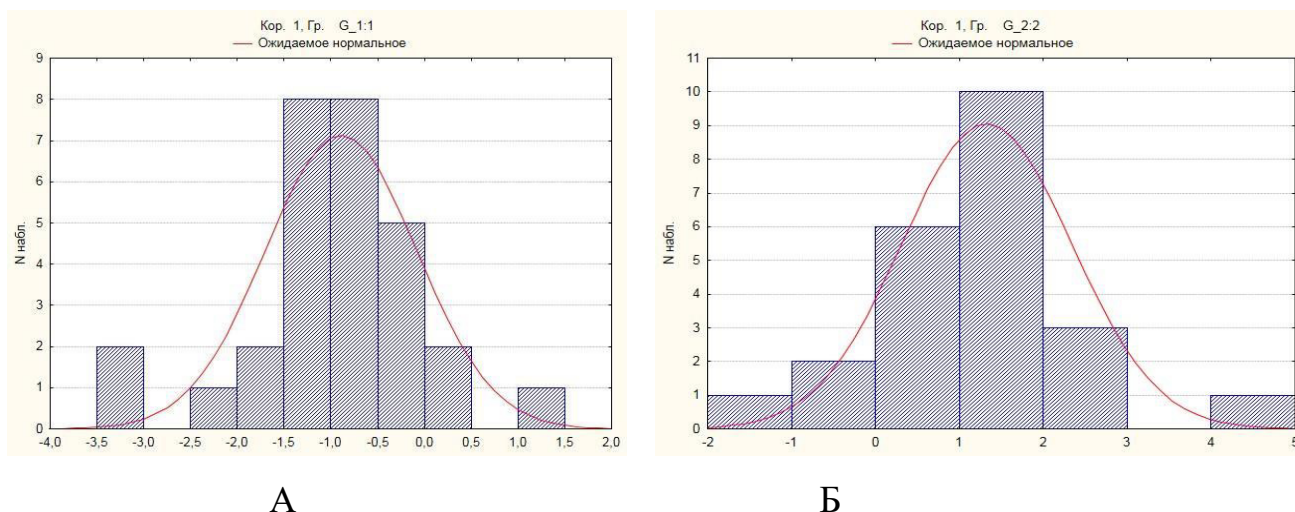 Кор. 1, Гр. G_1:1
Ожидаемое нормальное
N набл.
9
8
7
6
5
4
3
2
1
0
-4,0 -3,5 -3,0 -2,5 -2,0 -1,5 -1,0 -0,5 0,0 0,5 1,0 1,5 2,0
А
Кор. 1, Гр. G_2:2
Ожидаемое нормальное
N набл.
11
10
9
8
7
6
5
4
3
2
1
0
-2 -1 0 1 2 3 4 5
Б